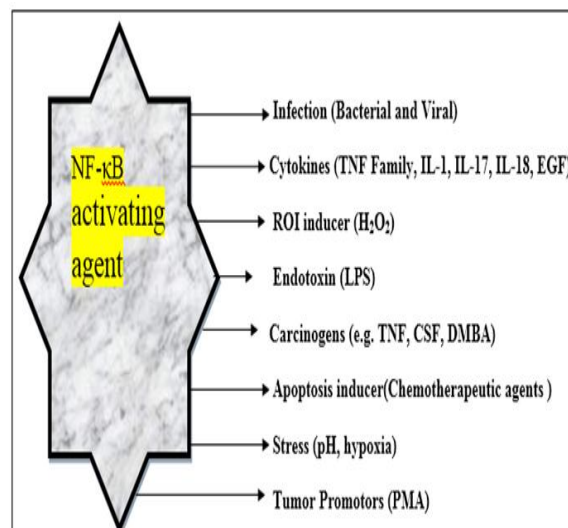 NF-κB
activating
agent
Infection (Bacterial and Viral)
Cytokines (TNF Family, IL-1, IL-17, IL-18, EGF)
ROI inducer (H₂O₂)
Endotoxin (LPS)
Carcinogens (e.g. TNF, CSF, DMBA)
Apoptosis inducer(Chemotherapeutic agents )
Stress (pH, hypoxia)
Tumor Promotors (PMA)